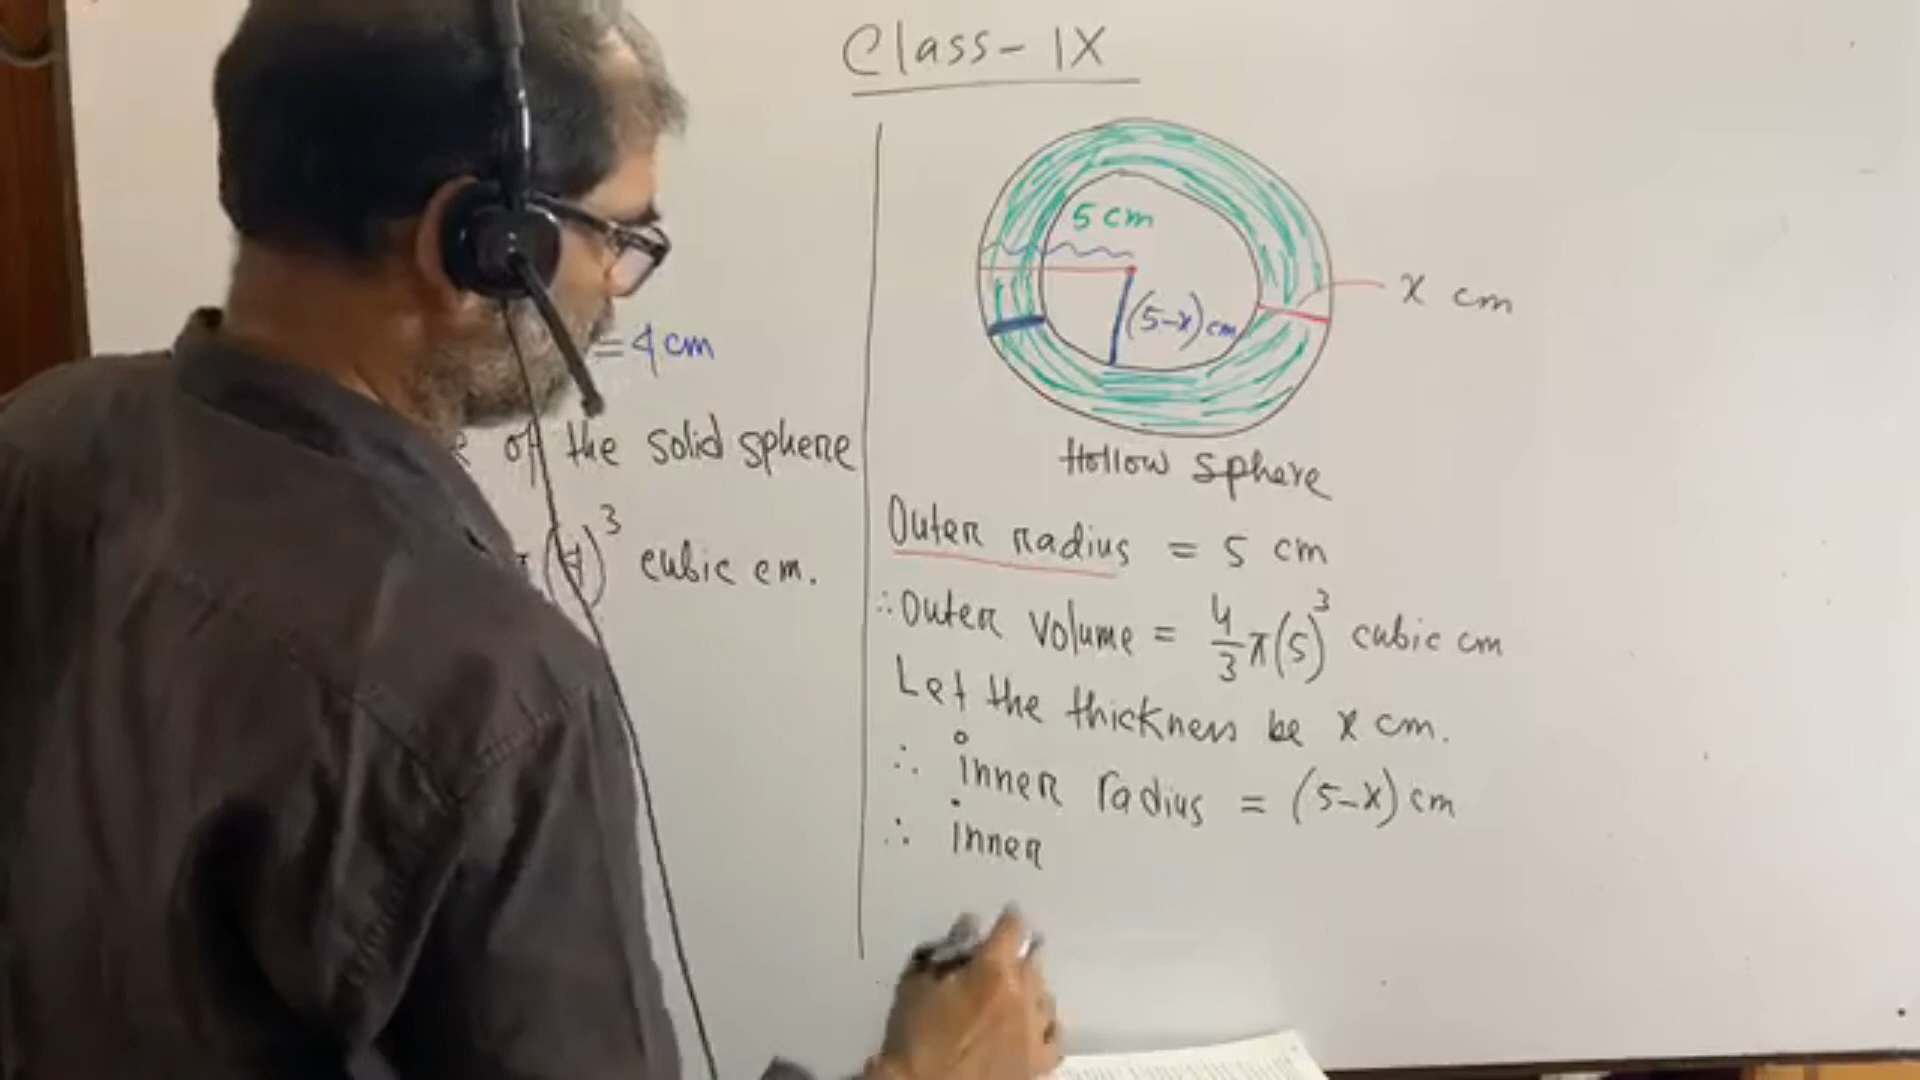 Class-IX
= 4 cm
of the solid sphere
(4)³ cubic cm.
5 cm
(5-x) cm
x cm
Hollow sphere
Outer radius = 5 cm
∴ Outer volume = 4/3 π(5)³ cubic cm
Let the thickness be x cm.
∴ inner radius = (5-x) cm
∴ inner